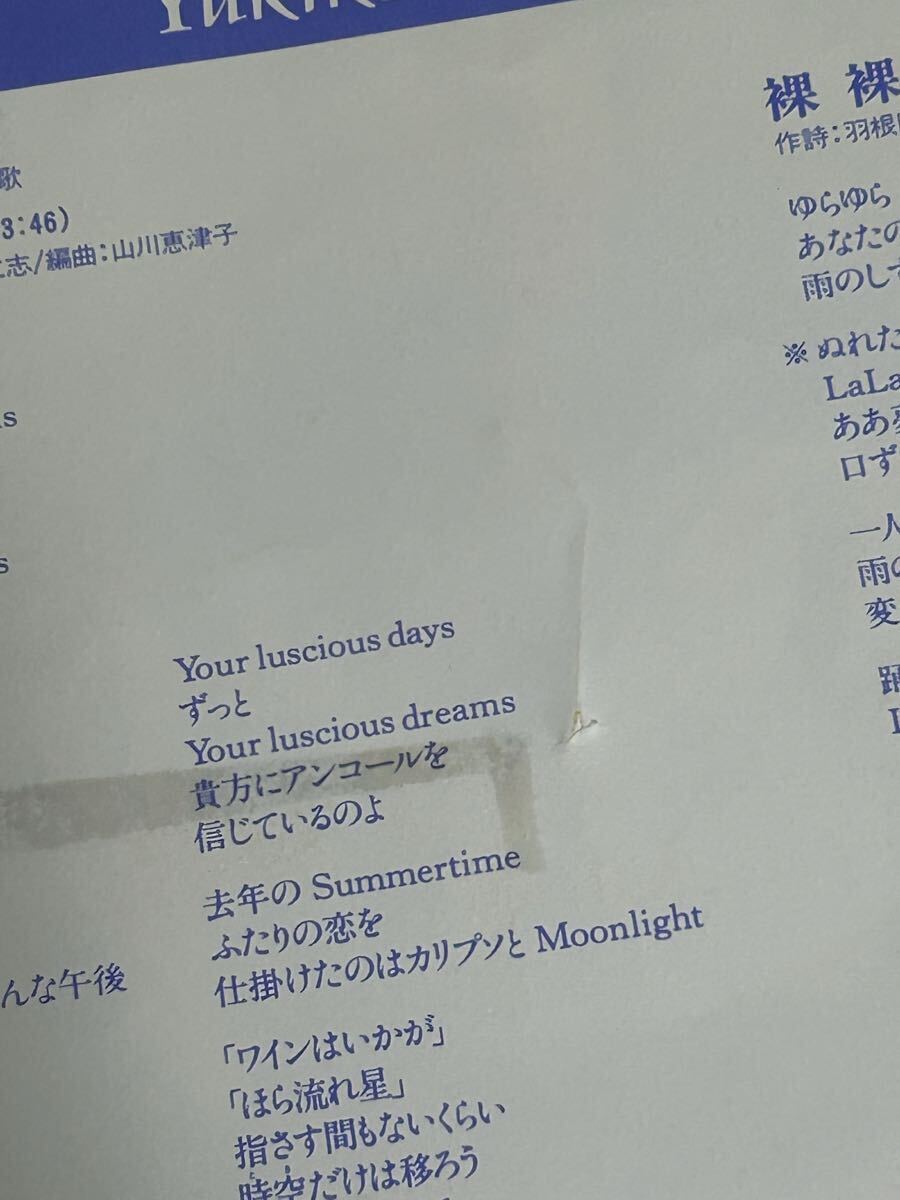 歌
3:46)
志/編曲:山川恵津子
s
s
んな午後
Your luscious days
ずっと
Your luscious dreams
貴方にアンコールを
信じているのよ
去年の Summertime
ふたりの恋を
仕掛けたのはカリプソと Moonlight
「ワインはいかが」
「ほら流れ星」
指さす間もないくらい
時空だけは移ろう
裸 裸
作詩:羽根
ゆらゆら
あなたの
雨のしず
※ ぬれた
LaLa
ああ
口ず
一人
雨の
変